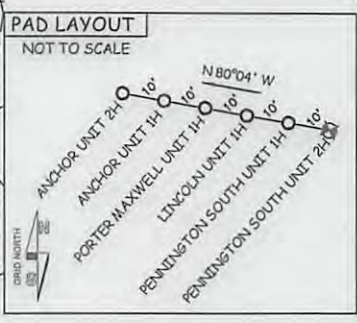 PAD LAYOUT
NOT TO SCALE
N 80°04' W
10'
10'
10'
10'
10'
ANCHOR UNIT 2H
ANCHOR UNIT 1H
PORTER MAXWELL UNIT 1H
LINCOLN UNIT 1H
PENNINGTON SOUTH UNIT 1H
PENNINGTON SOUTH UNIT 2H
GRID NORTH